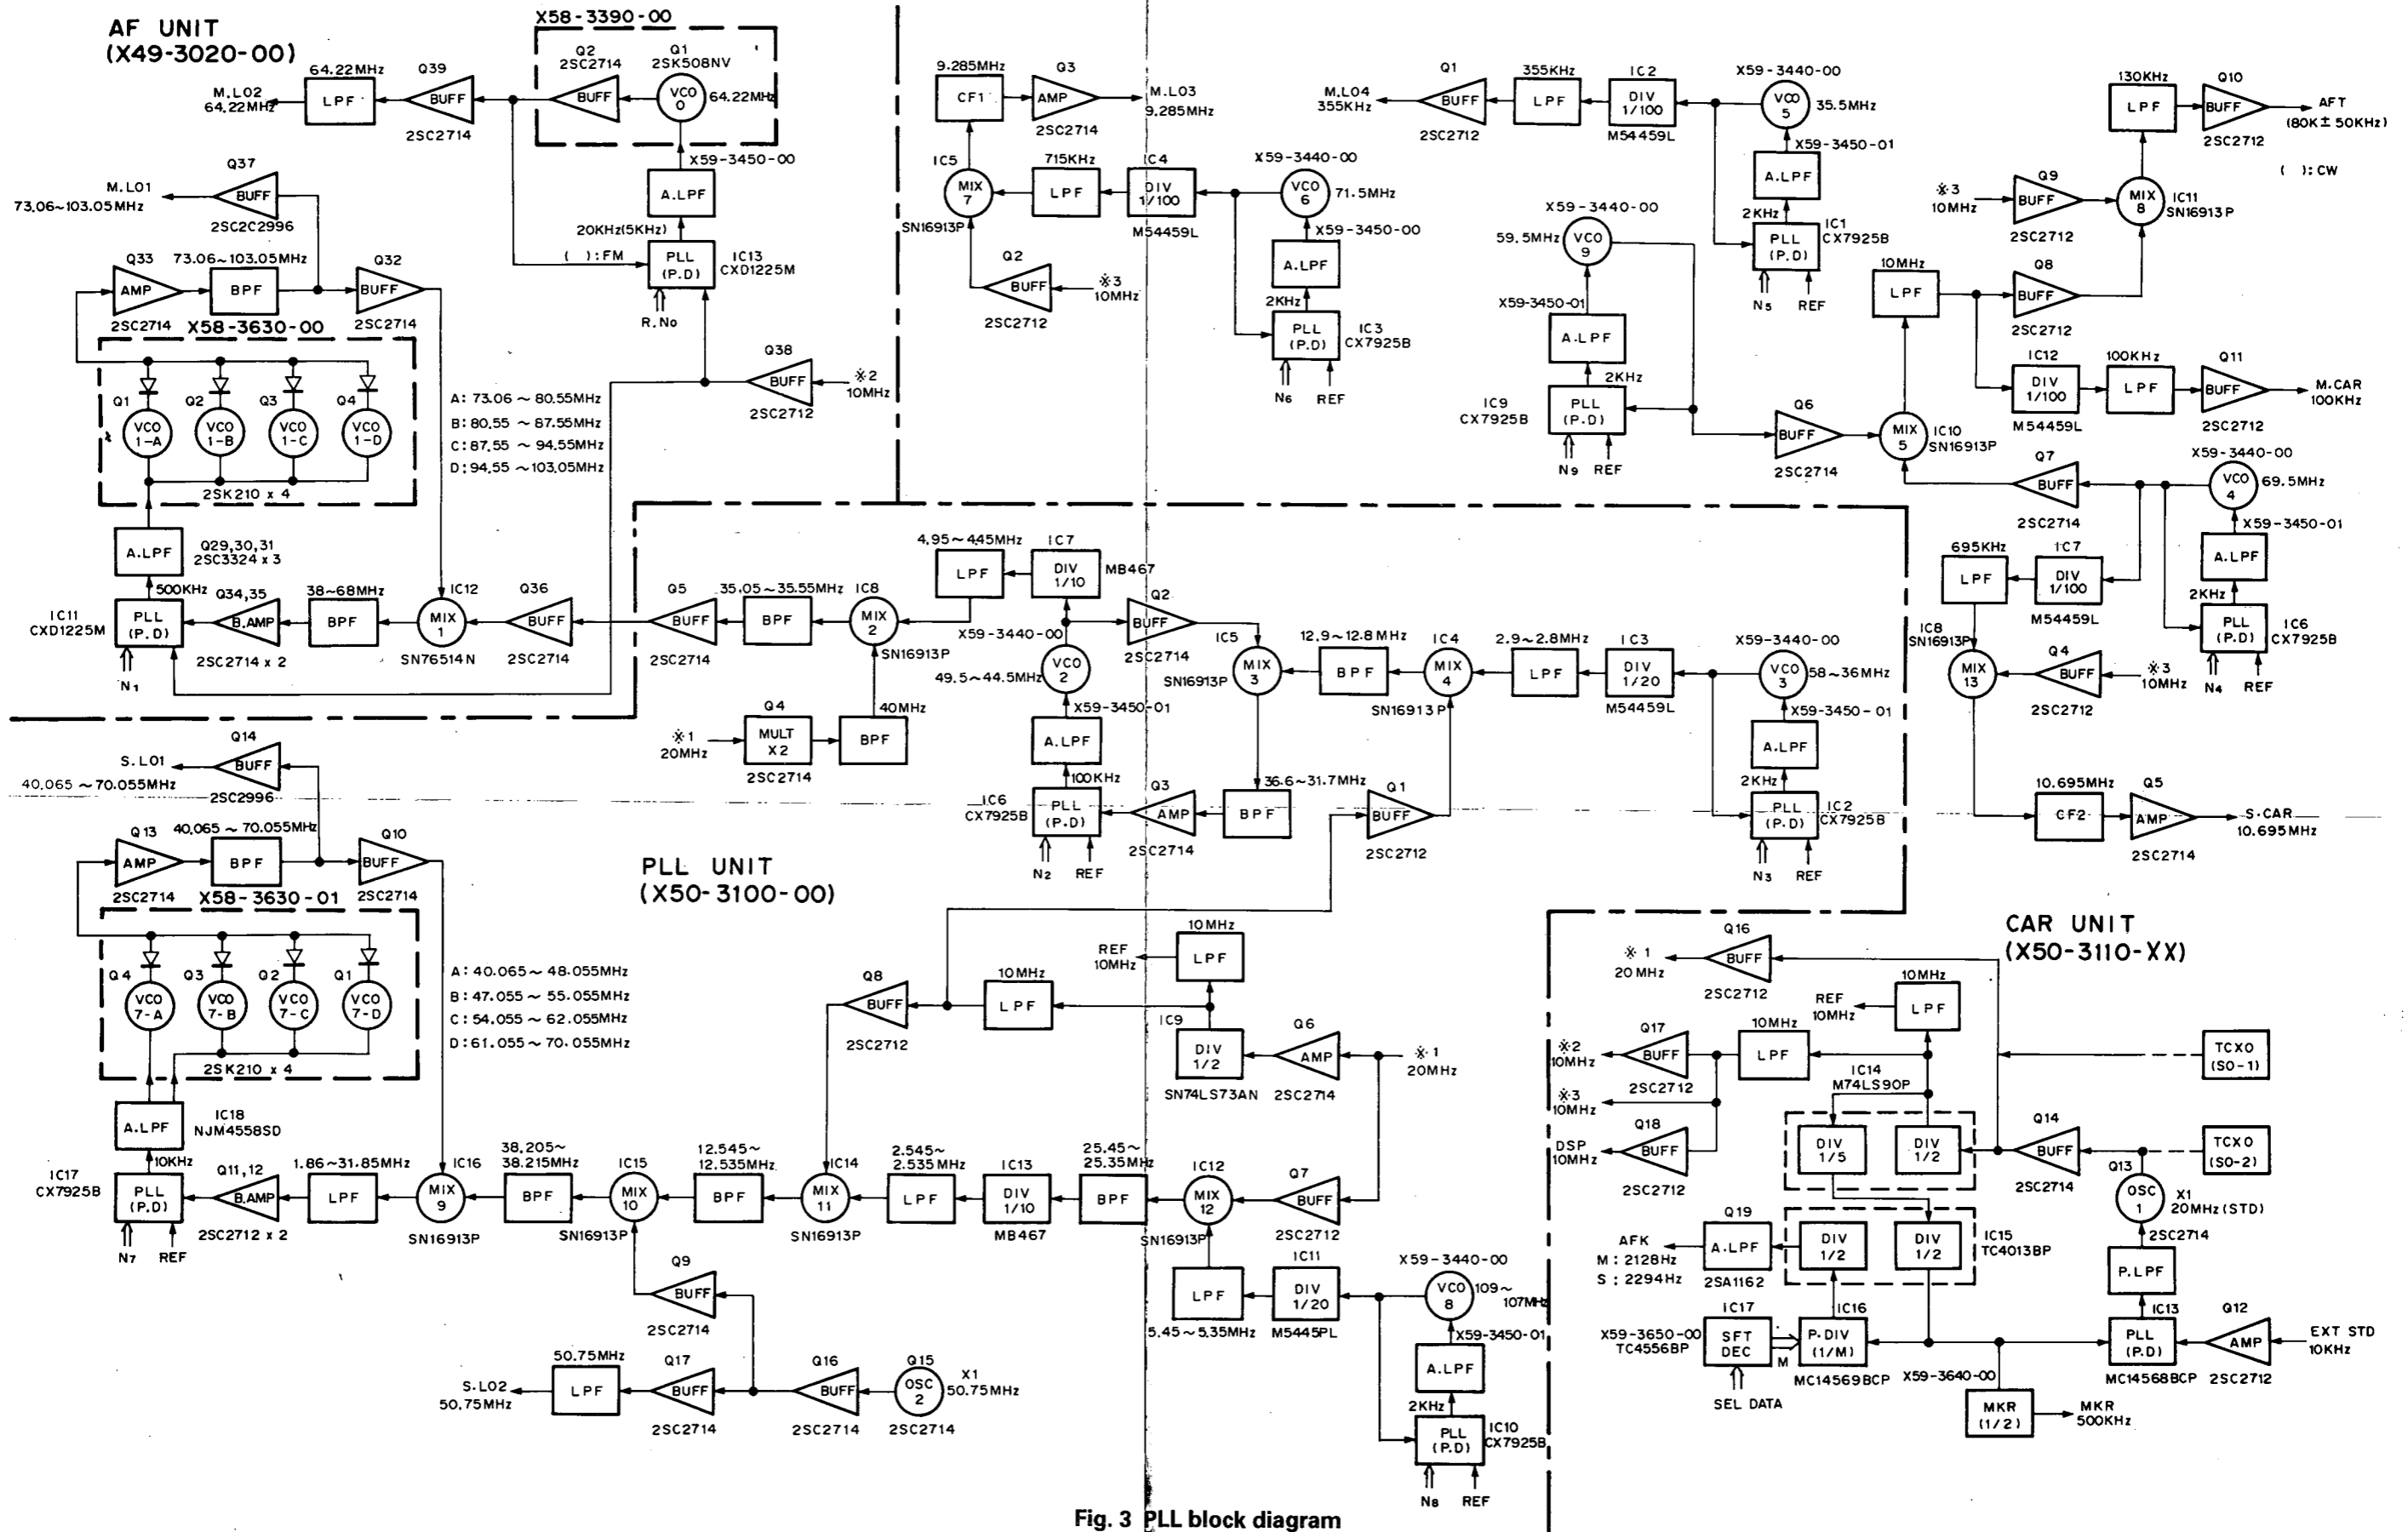 AF UNIT
(X49-3020-00)
X58-3390-00
Q2
2SC2714
Q1
2SK508NV
BUFF
VCO
0
64.22MHz
64.22MHz
LPF
Q39
BUFF
2SC2714
M.LO2
64.22MHz
X59-3450-00
A.LPF
20KHz(5KHz)
( ):FM
PLL
(P.D)
IC13
CXD1225M
R.No
Q37
BUFF
M.LO1
73.06~103.05MHz
2SC2C2996
Q33
AMP
2SC2714
73.06~103.05MHz
BPF
Q32
BUFF
2SC2714
X58-3630-00
Q1
Q2
Q3
Q4
VCO
1-A
VCO
1-B
VCO
1-C
VCO
1-D
2SK210 x 4
A: 73.06 ~ 80.55MHz
B: 80.55 ~ 87.55MHz
C: 87.55 ~ 94.55MHz
D: 94.55 ~ 103.05MHz
Q38
BUFF
2SC2712
※2
10MHz
A.LPF
Q29,30,31
2SC3324 x 3
500KHz
IC11
CXD1225M
PLL
(P.D)
N1
Q34,35
B.AMP
2SC2714 x 2
38~68MHz
BPF
IC12
MIX
1
SN76514N
Q36
BUFF
2SC2714
9.285MHz
CF1
Q3
AMP
2SC2714
M.LO3
9.285MHz
IC5
MIX
7
SN16913P
715KHz
LPF
IC4
DIV
1/100
M54459L
X59-3440-00
VCO
6
71.5MHz
X59-3450-00
A.LPF
2KHz
PLL
(P.D)
IC3
CX7925B
N6
REF
Q2
BUFF
2SC2712
※3
10MHz
M.LO4
355KHz
Q1
BUFF
2SC2712
355KHz
LPF
IC2
DIV
1/100
M54459L
X59-3440-00
VCO
5
35.5MHz
X59-3450-01
A.LPF
2KHz
PLL
(P.D)
IC1
CX7925B
N5
REF
X59-3440-00
59.5MHz
VCO
9
X59-3450-01
A.LPF
2KHz
IC9
CX7925B
PLL
(P.D)
N9
REF
Q6
BUFF
2SC2714
MIX
5
IC10
SN16913P
10MHz
LPF
130KHz
LPF
Q10
BUFF
2SC2712
AFT
(80K± 50KHz)
( ): CW
※3
10MHz
Q9
BUFF
2SC2712
MIX
8
IC11
SN16913P
Q8
BUFF
2SC2712
IC12
DIV
1/100
M54459L
100KHz
LPF
Q11
BUFF
2SC2712
M.CAR
100KHz
Q7
BUFF
2SC2714
X59-3440-00
VCO
4
69.5MHz
X59-3450-01
A.LPF
2KHz
PLL
(P.D)
IC6
CX7925B
N4
REF
695KHz
LPF
IC7
DIV
1/100
M54459L
IC8
SN16913P
MIX
13
Q4
BUFF
2SC2712
※3
10MHz
10.695MHz
CF2
Q5
AMP
2SC2714
S.CAR
10.695MHz
Q5
BUFF
2SC2714
35.05~35.55MHz
BPF
IC8
MIX
2
SN16913P
4.95~4.45MHz
LPF
IC7
DIV
1/10
MB467
X59-3440-00
VCO
2
49.5~44.5MHz
X59-3450-01
A.LPF
100KHz
IC6
CX7925B
PLL
(P.D)
N2
REF
※1
20MHz
Q4
MULT
X2
2SC2714
40MHz
BPF
Q2
BUFF
2SC2714
IC5
MIX
3
SN16913P
12.9~12.8MHz
BPF
IC4
MIX
4
SN16913P
2.9~2.8MHz
LPF
IC3
DIV
1/20
M54459L
X59-3440-00
VCO
3
58~36MHz
X59-3450-01
A.LPF
2KHz
PLL
(P.D)
IC2
CX7925B
N3
REF
Q3
AMP
2SC2714
36.6~31.7MHz
BPF
Q1
BUFF
2SC2712
PLL UNIT
(X50-3100-00)
S.LO1
40.065 ~70.055MHz
Q14
BUFF
2SC2996
Q13
AMP
2SC2714
40.065 ~ 70.055MHz
BPF
Q10
BUFF
2SC2714
X58-3630-01
Q4
Q3
Q2
Q1
VCO
7-A
VCO
7-B
VCO
7-C
VCO
7-D
2SK210 x 4
A: 40.065~ 48.055MHz
B: 47.055~ 55.055MHz
C: 54.055~ 62.055MHz
D: 61.055~ 70.055MHz
A.LPF
IC18
NJM4558SD
10KHz
IC17
CX7925B
PLL
(P.D)
N7
REF
Q11,12
B.AMP
2SC2712 x 2
1.86~31.85MHz
LPF
IC16
MIX
9
SN16913P
38.205~
38.215MHz
BPF
IC15
MIX
10
SN16913P
12.545~
12.535MHz
BPF
IC14
MIX
11
SN16913P
2.545~
2.535MHz
LPF
IC13
DIV
1/10
MB467
25.45~
25.35MHz
BPF
IC12
MIX
12
SN16913P
Q7
BUFF
2SC2712
Q8
BUFF
2SC2712
10MHz
LPF
REF
10MHz
10MHz
LPF
IC9
DIV
1/2
SN74LS73AN
Q6
AMP
2SC2714
※1
20MHz
LPF
5.45~5.35MHz
IC11
DIV
1/20
M5445PL
X59-3440-00
VCO
8
109~
107MHz
X59-3450-01
A.LPF
2KHz
PLL
(P.D)
IC10
CX7925B
N8
REF
Q9
BUFF
2SC2714
S.LO2
50.75MHz
50.75MHz
LPF
Q17
BUFF
2SC2714
Q16
BUFF
2SC2714
Q15
OSC
2
2SC2714
X1
50.75MHz
CAR UNIT
(X50-3110-XX)
※1
20MHz
Q16
BUFF
2SC2712
REF
10MHz
10MHz
LPF
※2
10MHz
Q17
BUFF
2SC2712
10MHz
LPF
※3
10MHz
DSP
10MHz
Q18
BUFF
2SC2712
IC14
M74LS90P
DIV
1/5
DIV
1/2
TCXO
(SO-1)
TCXO
(SO-2)
Q14
BUFF
2SC2714
Q13
OSC
1
X1
20MHz(STD)
2SC2714
P.LPF
IC13
PLL
(P.D)
MC14568BCP
Q12
AMP
2SC2712
EXT STD
10KHz
AFK
M: 2128Hz
S: 2294Hz
Q19
A.LPF
2SA1162
DIV
1/2
DIV
1/2
IC15
TC4013BP
IC17
X59-3650-00
TC4556BP
SFT
DEC
SEL DATA
M
IC16
P.DIV
(1/M)
MC14569BCP
X59-3640-00
MKR
(1/2)
MKR
500KHz
Fig. 3 PLL block diagram